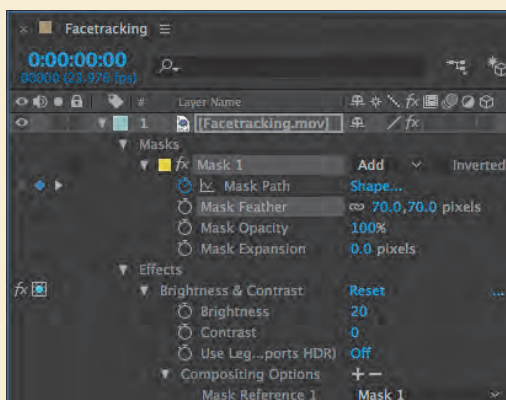 Facetracking
0:00:00:00
00000 (23.976 fps)
# Layer Name
1 [Facetracking.mov]
Masks
fx Mask 1 Add Inverted
Mask Path Shape...
Mask Feather 70.0,70.0 pixels
Mask Opacity 100%
Mask Expansion 0.0 pixels
Effects
fx Brightness & Contrast Reset ...
Brightness 20
Contrast 0
Use Leg...ports HDR) Off
Compositing Options + −
Mask Reference 1 Mask 1